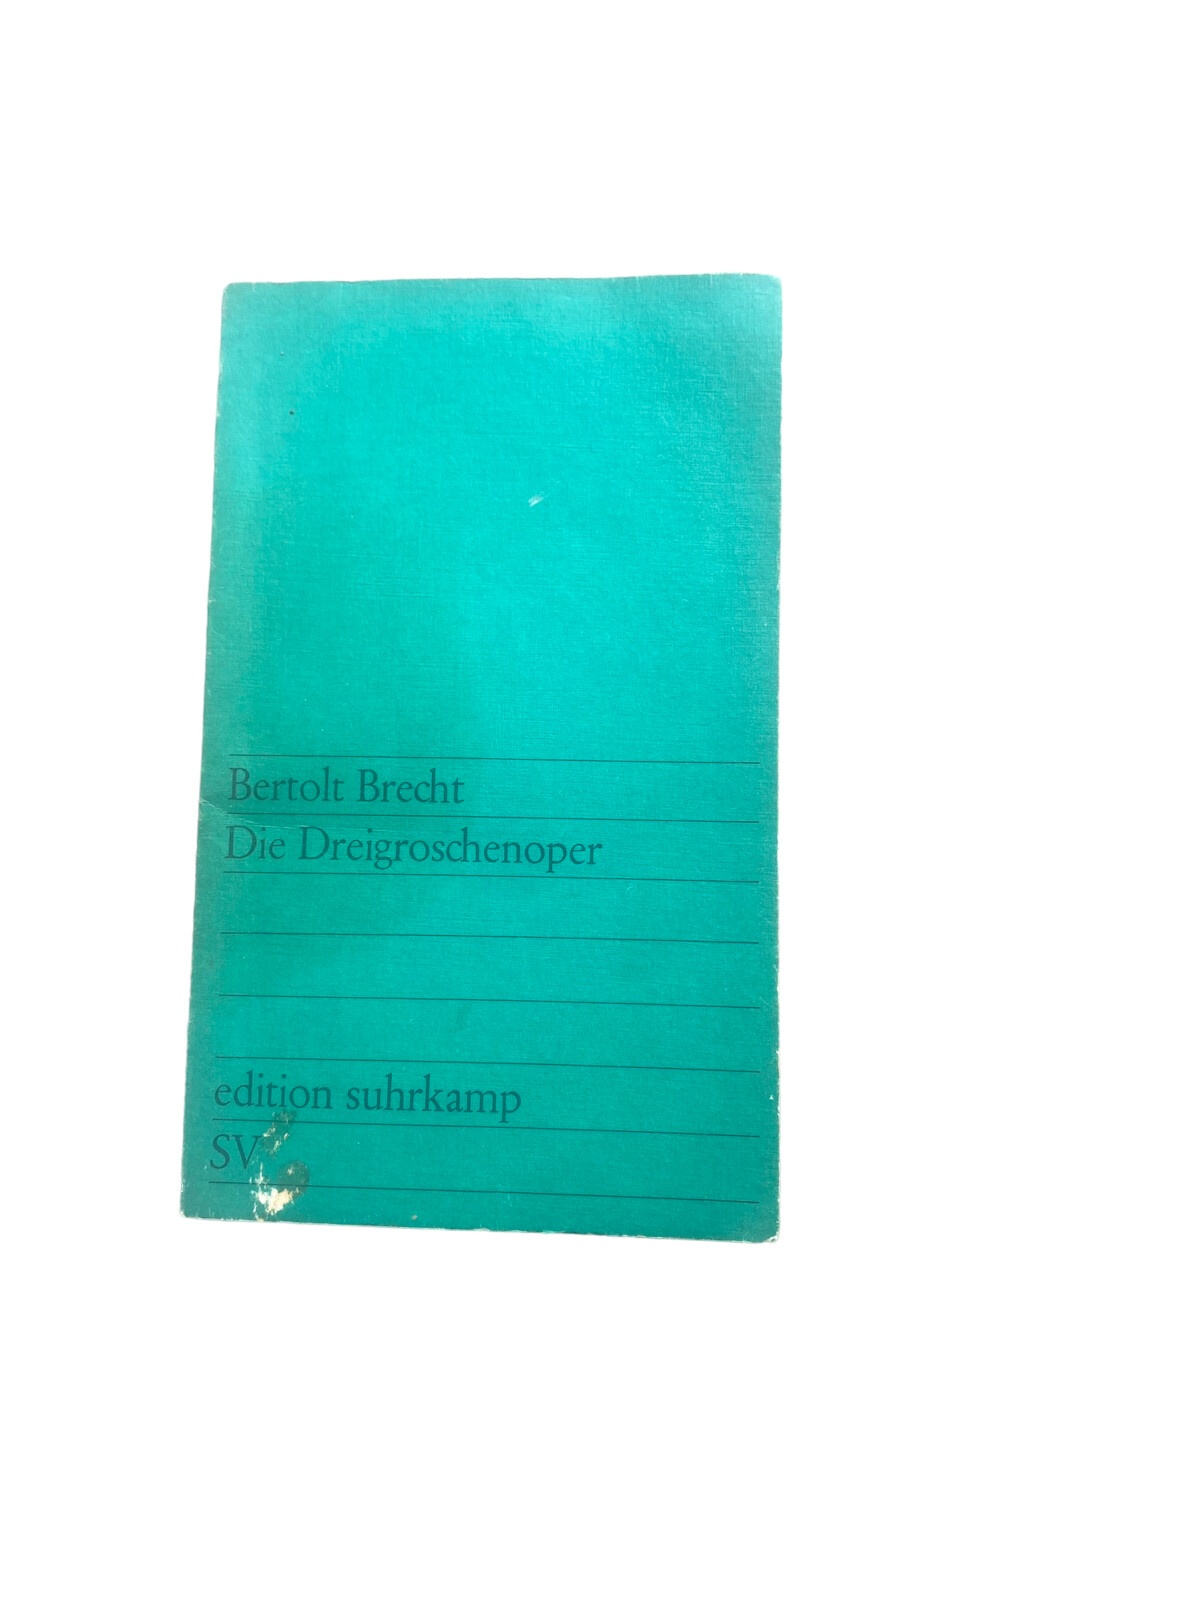 Bertolt Brecht
Die Dreigroschenoper
edition suhrkamp
SV